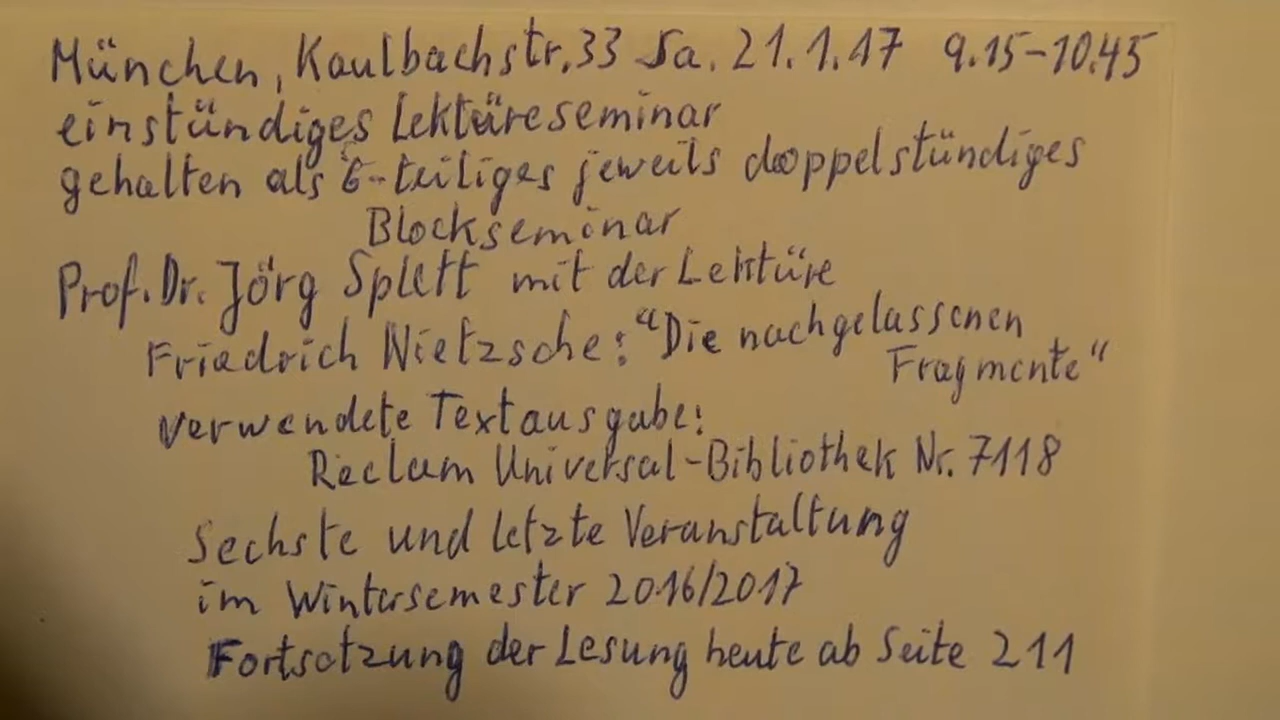 München, Kaulbachstr. 33 Sa. 21.1.17 9.15-10.45
einstündiges Lektüreseminar
gehalten als 6-teiliges jeweils doppelstündiges
Blockseminar
Prof. Dr. Jörg Splett mit der Lektüre
Friedrich Nietzsche: "Die nachgelassenen
Fragmente"
verwendete Textausgabe:
Reclam Universal-Bibliothek Nr. 7118
Sechste und letzte Veranstaltung
im Wintersemester 2016/2017
Fortsetzung der Lesung heute ab Seite 211